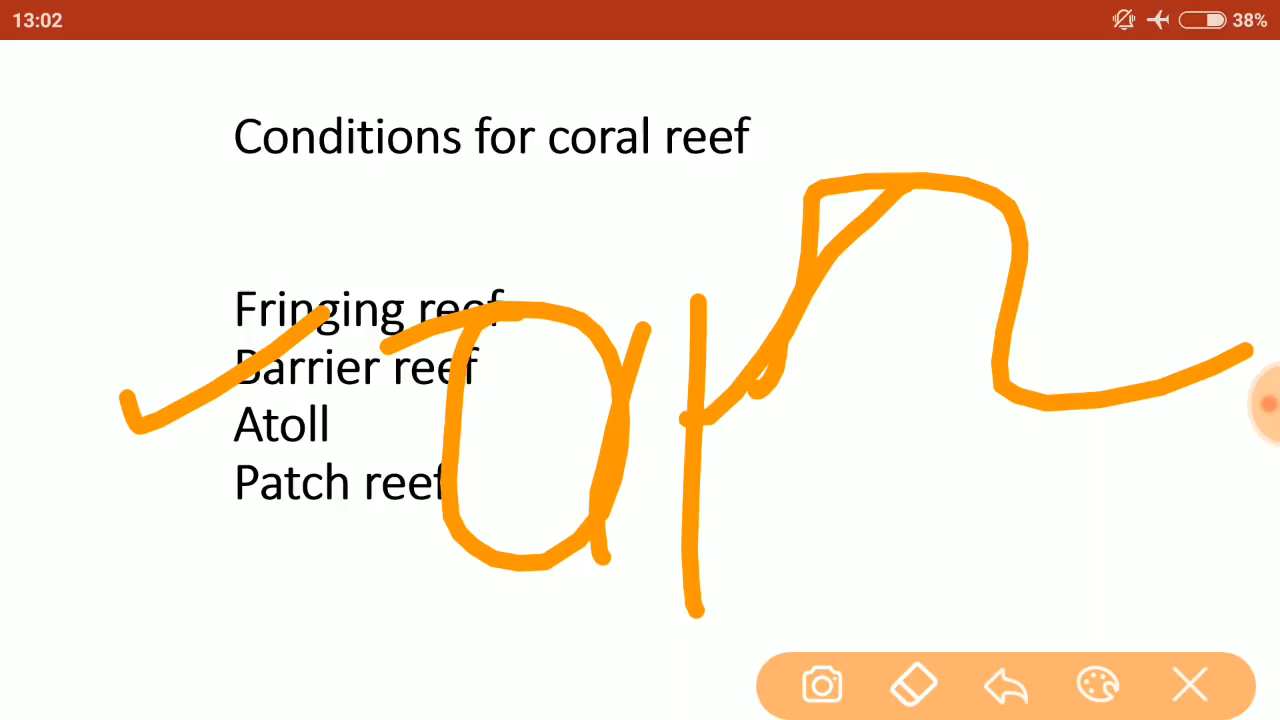 13:02
38%
Conditions for coral reef
Fringing reef
Barrier reef
Atoll
Patch reef